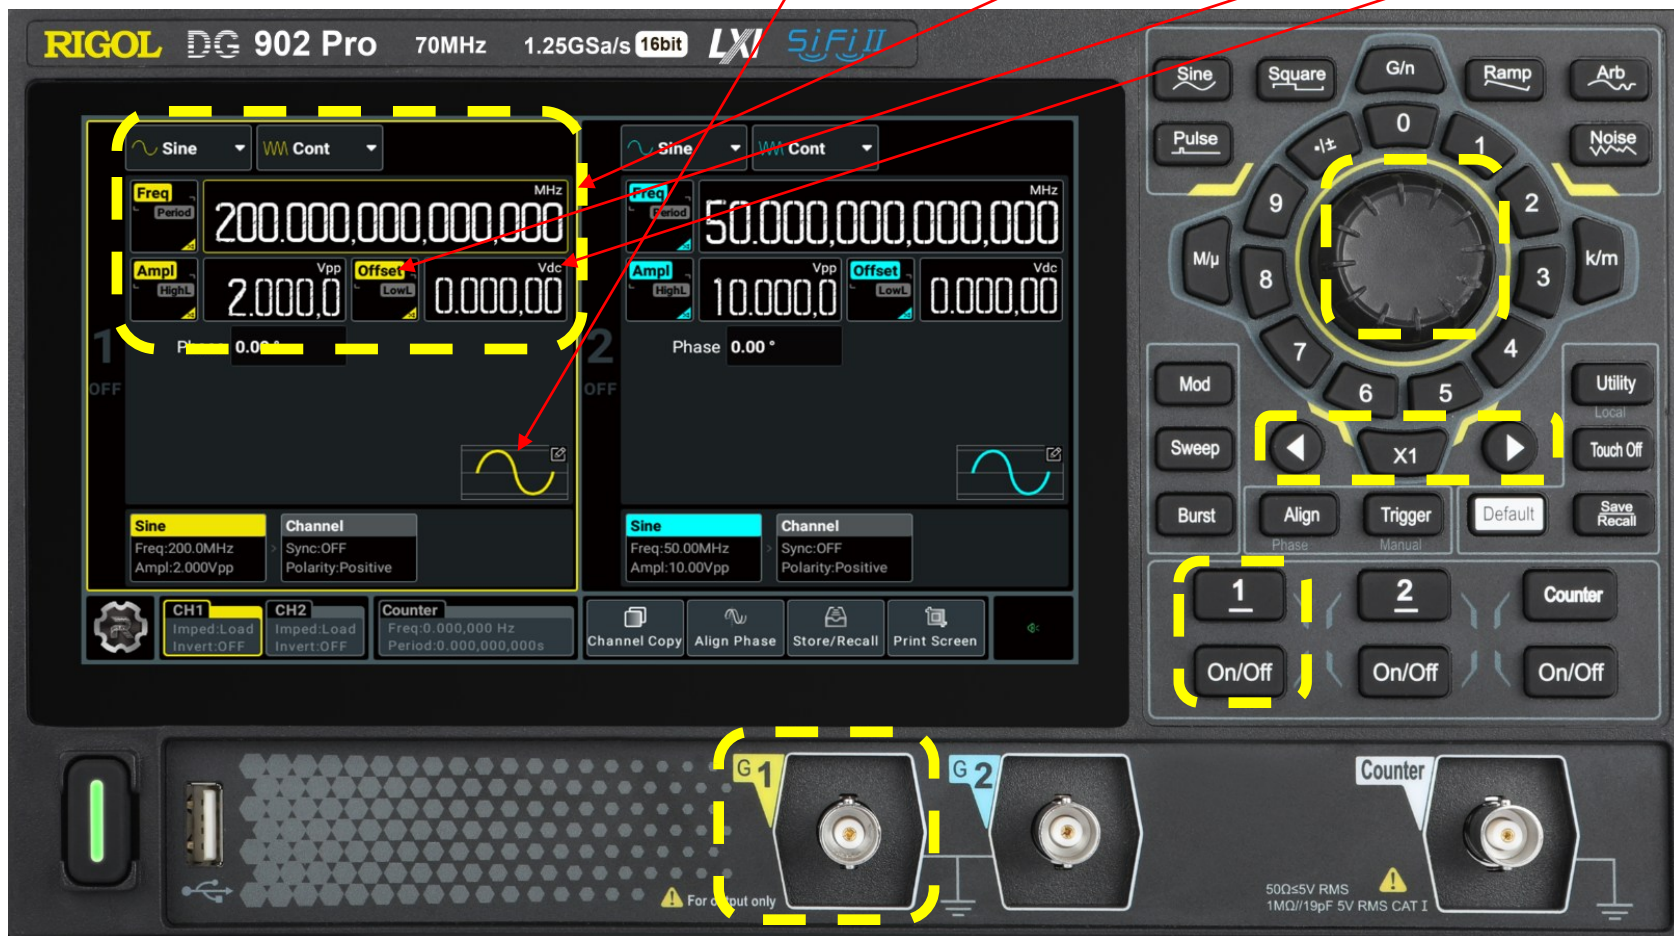 RIGOL DG 902 Pro 70MHz 1.25GSa/s 16bit LXI SiFi II
Sine Cont
Freq
Period
MHz
200.000,000,000,000
Ampl
HighL
Vpp
2.000,0
Offset
LowL
Vdc
0.000,00
1
OFF
Phase 0.00 °
Sine
Freq:200.0MHz
Ampl:2.000Vpp
Channel
Sync:OFF
Polarity:Positive
Sine Cont
Freq
Period
MHz
50.000,000,000,000
Ampl
HighL
Vpp
10.000,0
Offset
LowL
Vdc
0.000,00
2
OFF
Phase 0.00 °
Sine
Freq:50.00MHz
Ampl:10.00Vpp
Channel
Sync:OFF
Polarity:Positive
CH1
Imped:Load
Invert:OFF
CH2
Imped:Load
Invert:OFF
Counter
Freq:0.000,000 Hz
Period:0.000,000,000s
Channel Copy
Align Phase
Store/Recall
Print Screen
Sine
Square
G/n
Ramp
Arb
Pulse
Noise
·/±
0
1
9
2
M/µ
8
3
k/m
7
4
6
5
X1
Mod
Utility
Local
Sweep
Touch Off
Burst
Align
Phase
Trigger
Manual
Default
Save
Recall
1
2
Counter
On/Off
On/Off
On/Off
G 1
G 2
Counter
For output only
50Ω≤5V RMS
1MΩ//19pF 5V RMS CAT I